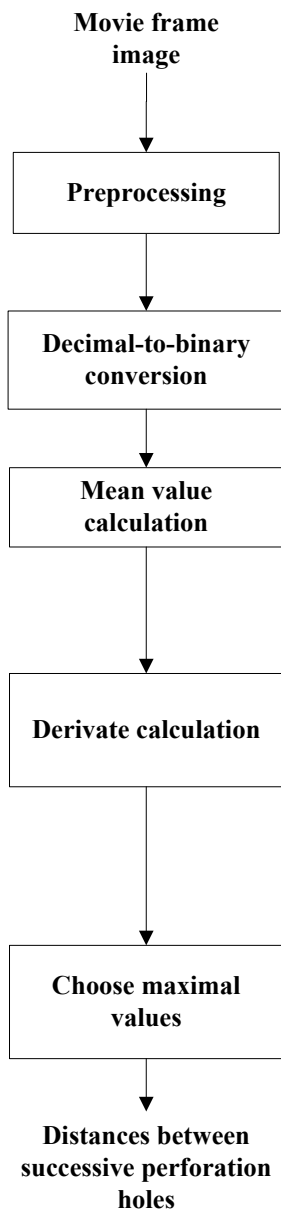 Movie frame
image
Preprocessing
Decimal-to-binary
conversion
Mean value
calculation
Derivate calculation
Choose maximal
values
Distances between
successive perforation
holes